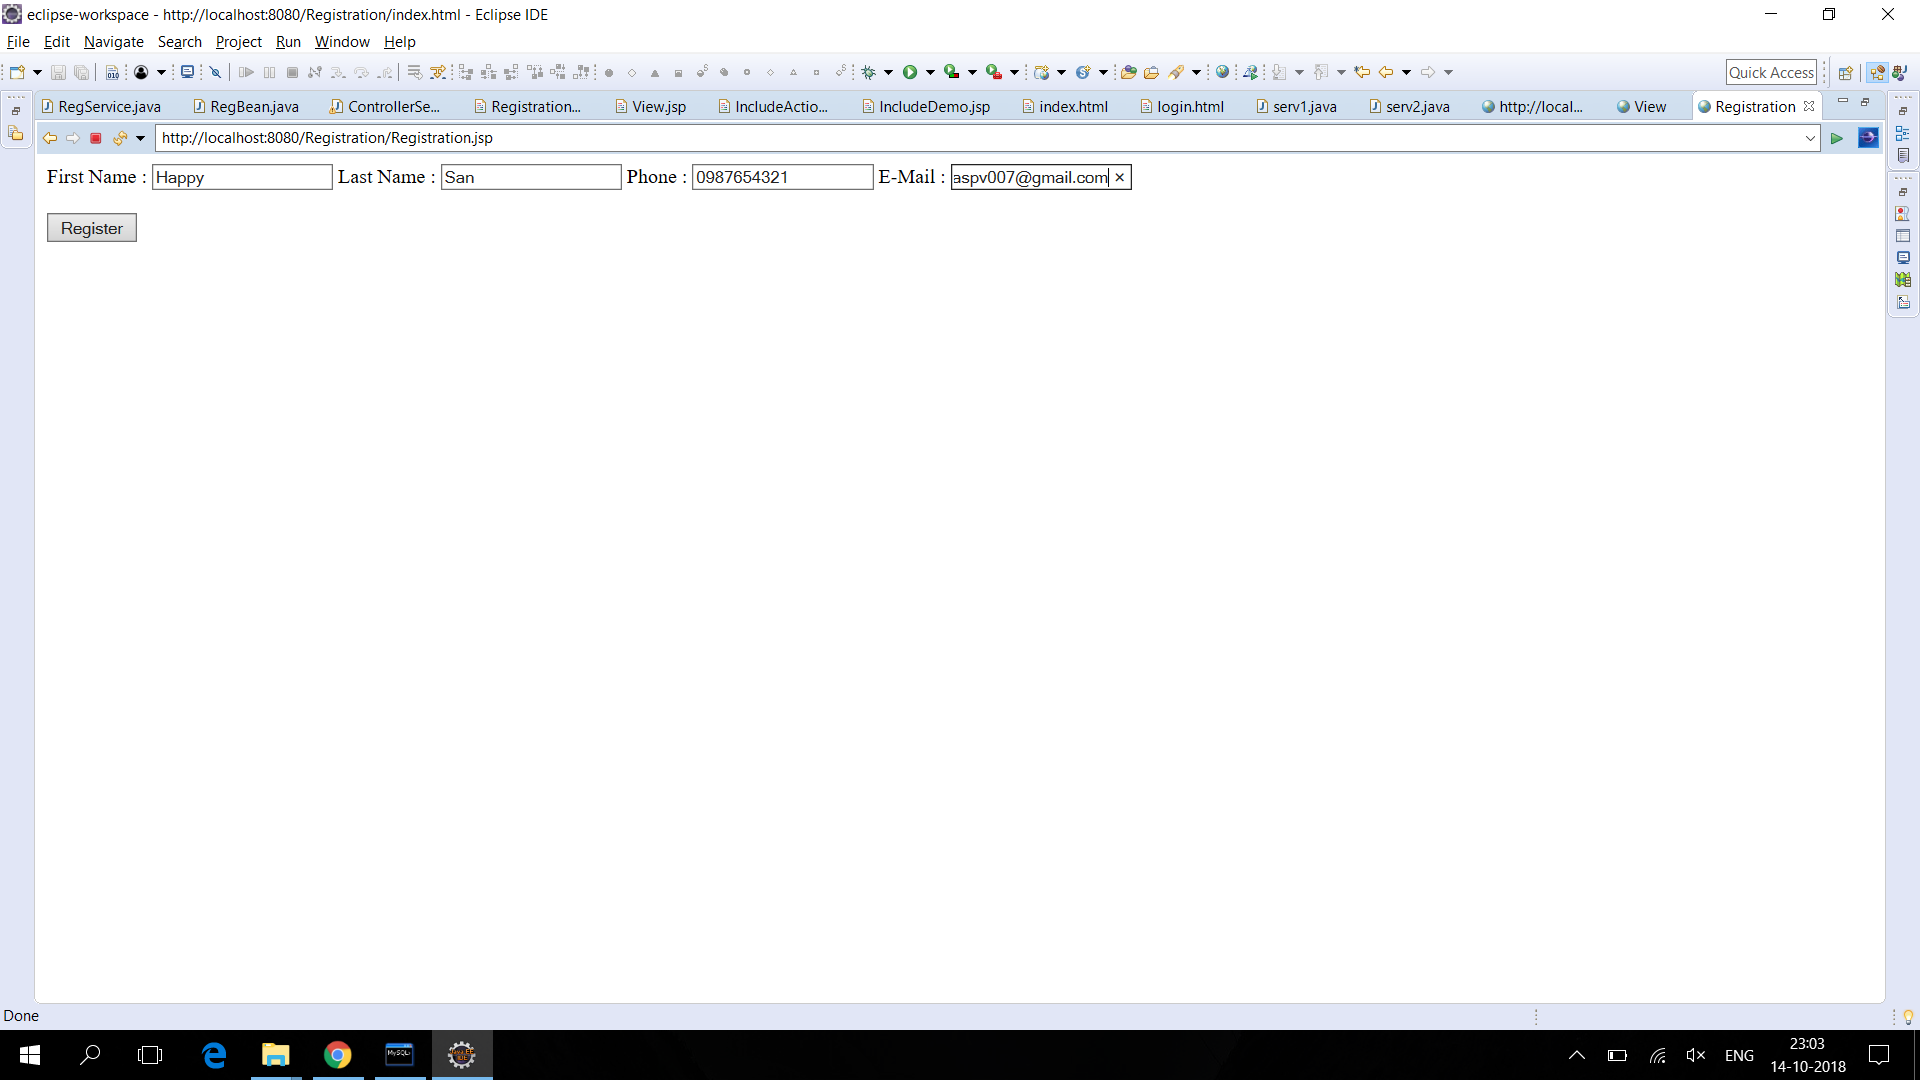 eclipse-workspace - http://localhost:8080/Registration/index.html - Eclipse IDE
File Edit Navigate Search Project Run Window Help
Quick Access
RegService.java RegBean.java ControllerSe... Registration... View.jsp IncludeActio... IncludeDemo.jsp index.html login.html serv1.java serv2.java http://local... View Registration
http://localhost:8080/Registration/Registration.jsp
First Name : Happy Last Name : San Phone : 0987654321 E-Mail : aspv007@gmail.com
Register
Done
MySQL
23:03
ENG
14-10-2018